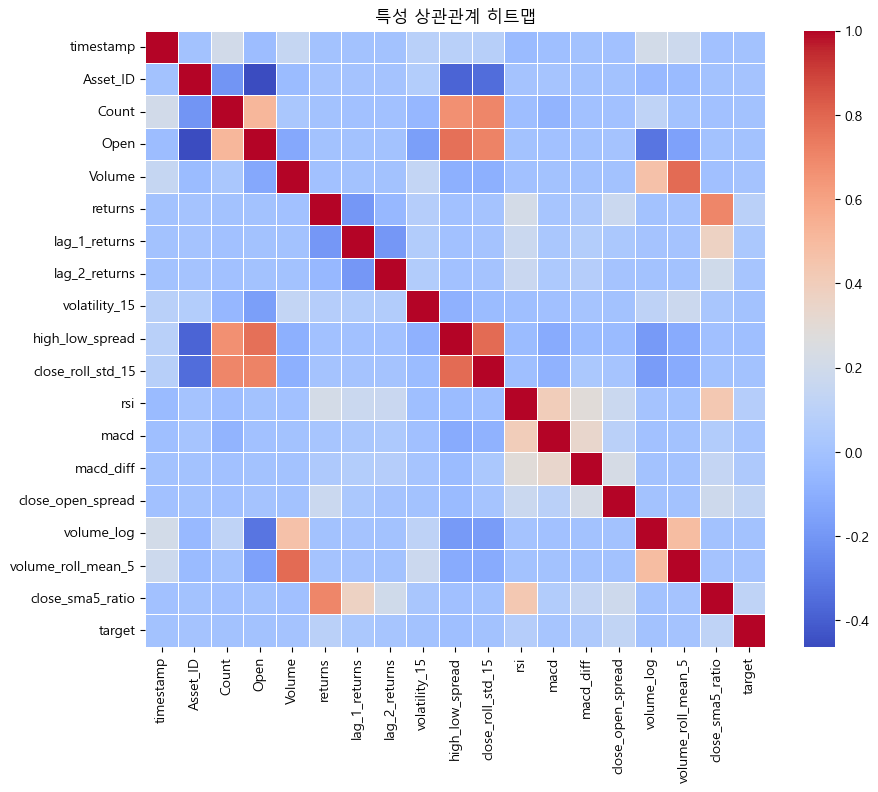 특성 상관관계 히트맵
timestamp
Asset_ID
Count
Open
Volume
returns
lag_1_returns
lag_2_returns
volatility_15
high_low_spread
close_roll_std_15
rsi
macd
macd_diff
close_open_spread
volume_log
volume_roll_mean_5
close_sma5_ratio
target
timestamp
Asset_ID
Count
Open
Volume
returns
lag_1_returns
lag_2_returns
volatility_15
high_low_spread
close_roll_std_15
rsi
macd
macd_diff
close_open_spread
volume_log
volume_roll_mean_5
close_sma5_ratio
target
1.0
0.8
0.6
0.4
0.2
0.0
-0.2
-0.4